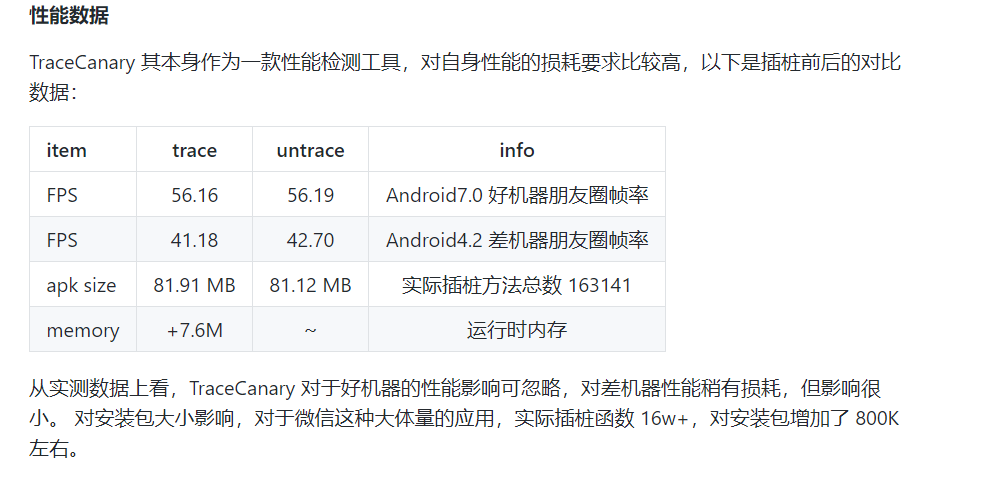 性能数据
TraceCanary 其本身作为一款性能检测工具，对自身性能的损耗要求比较高，以下是插桩前后的对比
数据：
item trace untrace info
FPS 56.16 56.19 Android7.0 好机器朋友圈帧率
FPS 41.18 42.70 Android4.2 差机器朋友圈帧率
apk size 81.91 MB 81.12 MB 实际插桩方法总数 163141
memory +7.6M ~ 运行时内存
从实测数据上看，TraceCanary 对于好机器的性能影响可忽略，对差机器性能稍有损耗，但影响很
小。 对安装包大小影响，对于微信这种大体量的应用，实际插桩函数 16w+，对安装包增加了 800K
左右。